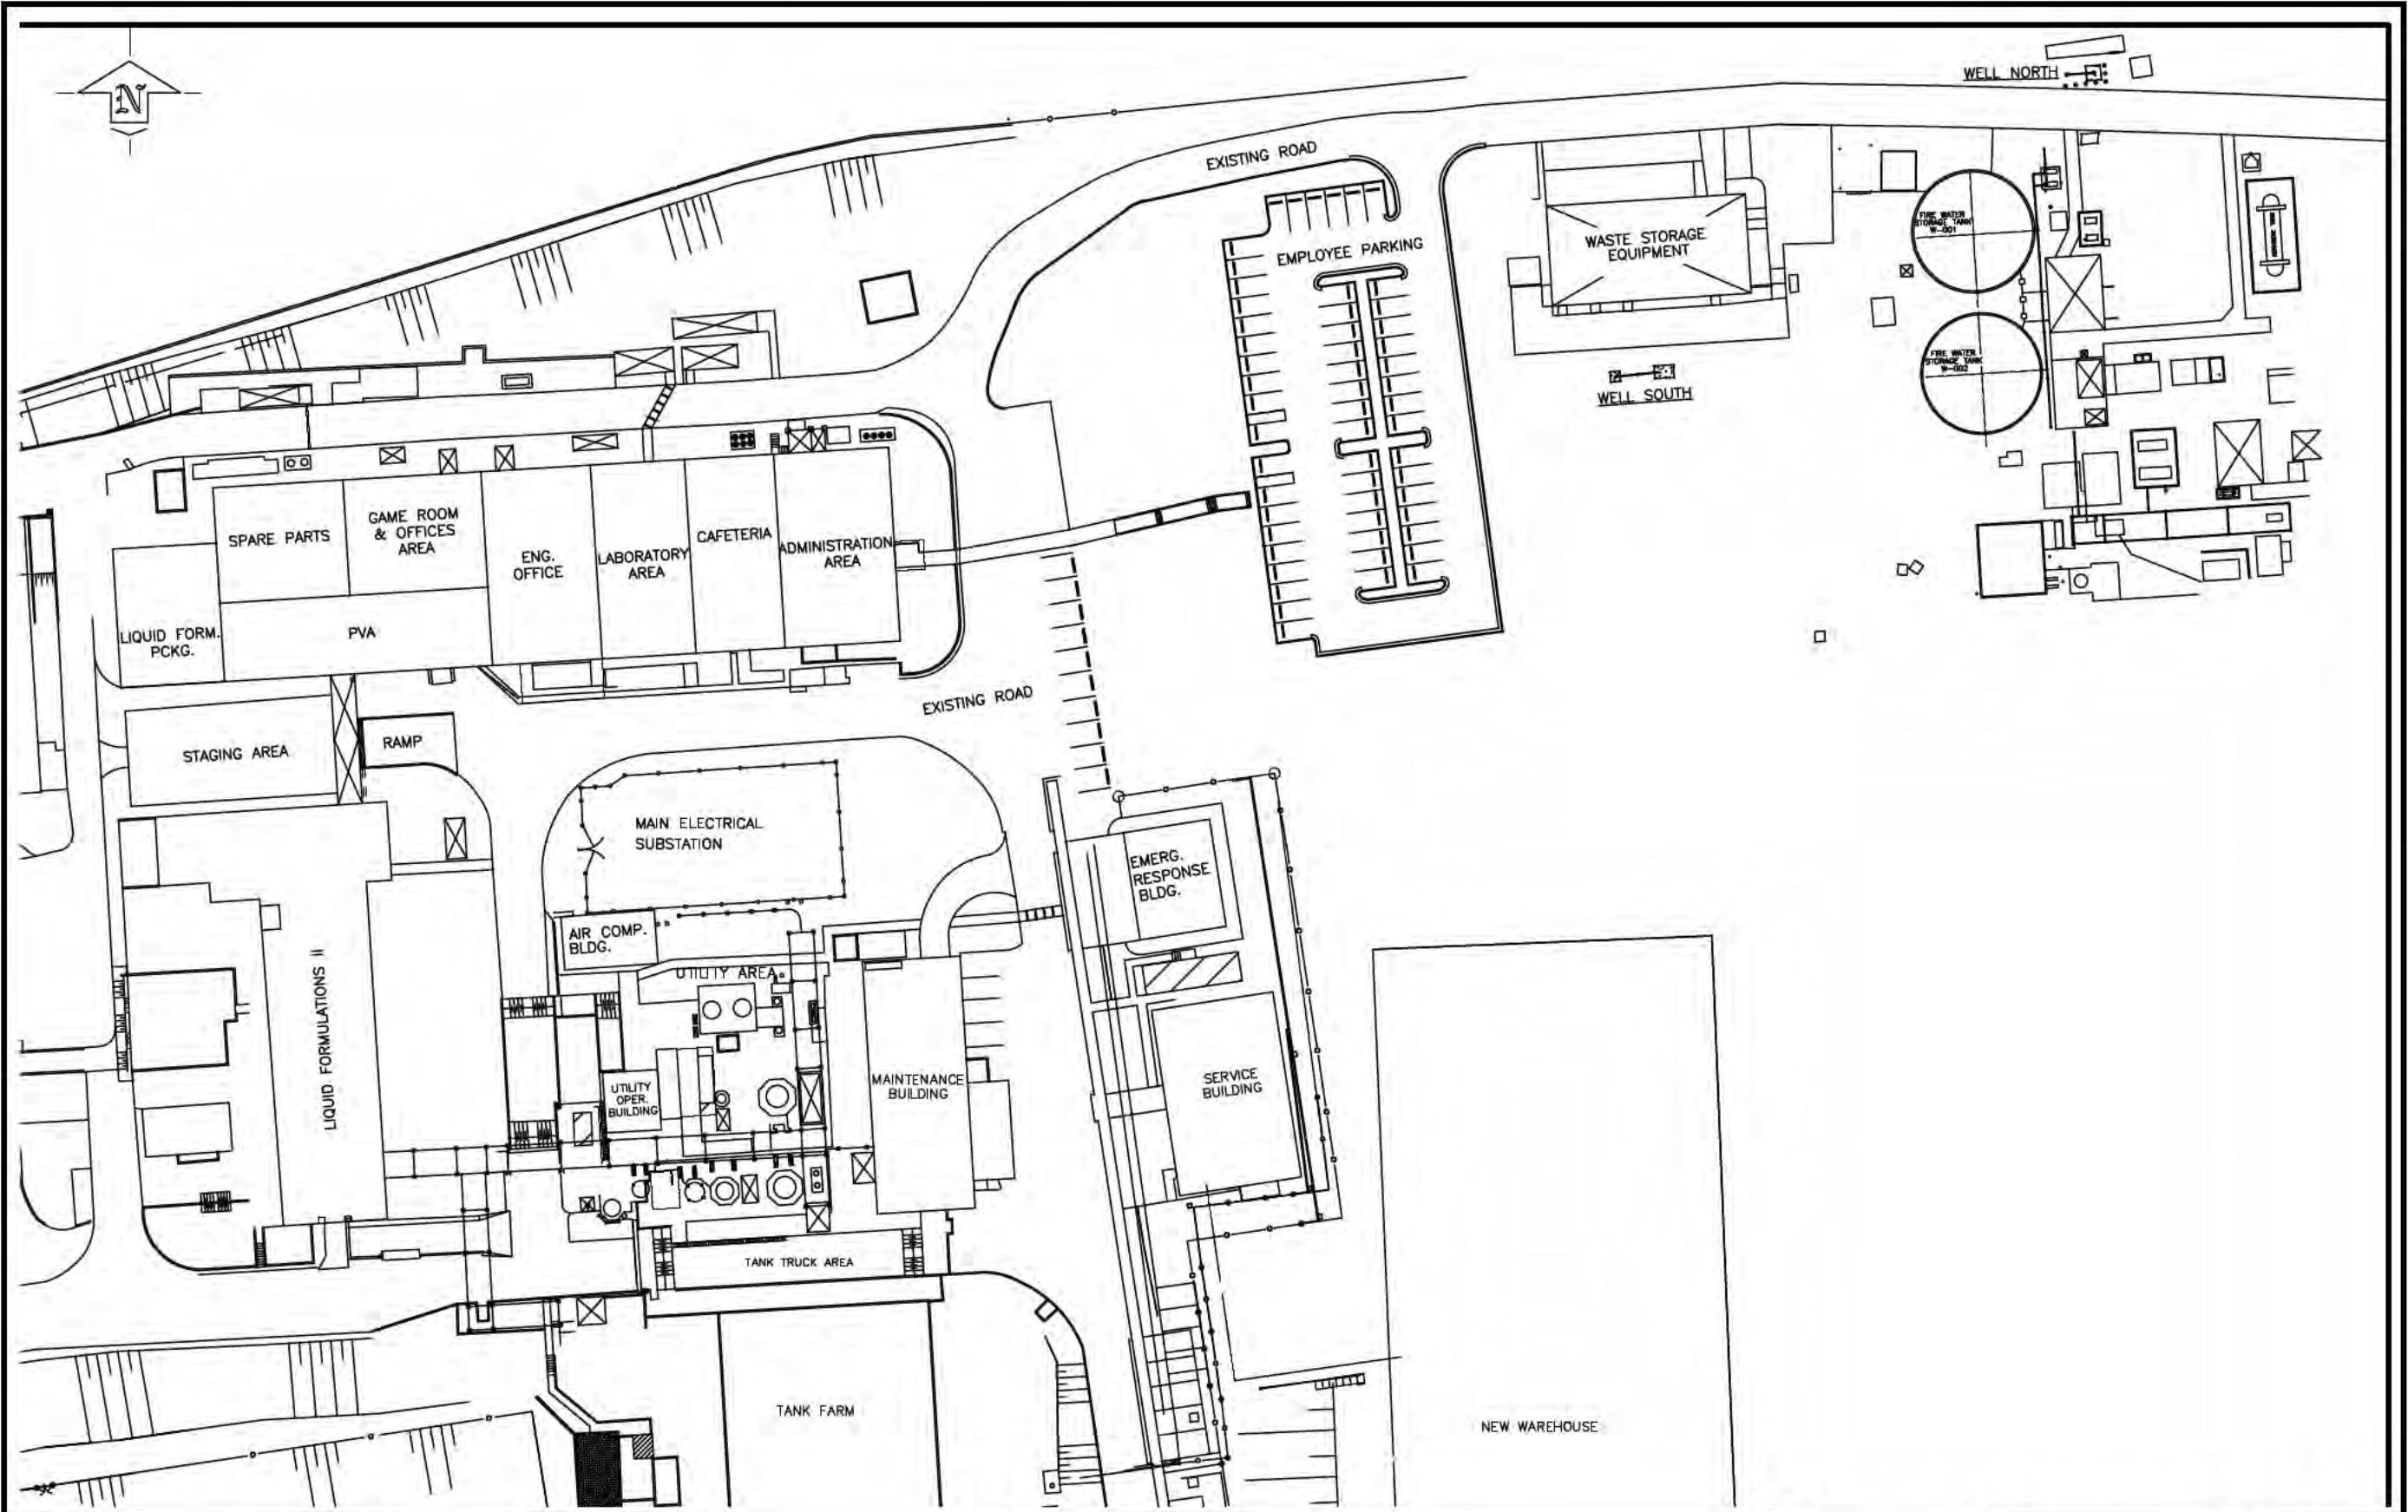 N
WELL NORTH
EXISTING ROAD
EMPLOYEE PARKING
WASTE STORAGE
EQUIPMENT
FIRE WATER
STORAGE TANK
W-001
FIRE WATER
STORAGE TANK
W-002
WELL SOUTH
SPARE PARTS
GAME ROOM
& OFFICES
AREA
ENG.
OFFICE
LABORATORY
AREA
CAFETERIA
ADMINISTRATION
AREA
LIQUID FORM.
PCKG.
PVA
EXISTING ROAD
STAGING AREA
RAMP
MAIN ELECTRICAL
SUBSTATION
EMERG.
RESPONSE
BLDG.
AIR COMP.
BLDG.
UTILITY AREA
LIQUID FORMULATIONS II
UTILITY
OPER.
BUILDING
MAINTENANCE
BUILDING
SERVICE
BUILDING
TANK TRUCK AREA
TANK FARM
NEW WAREHOUSE